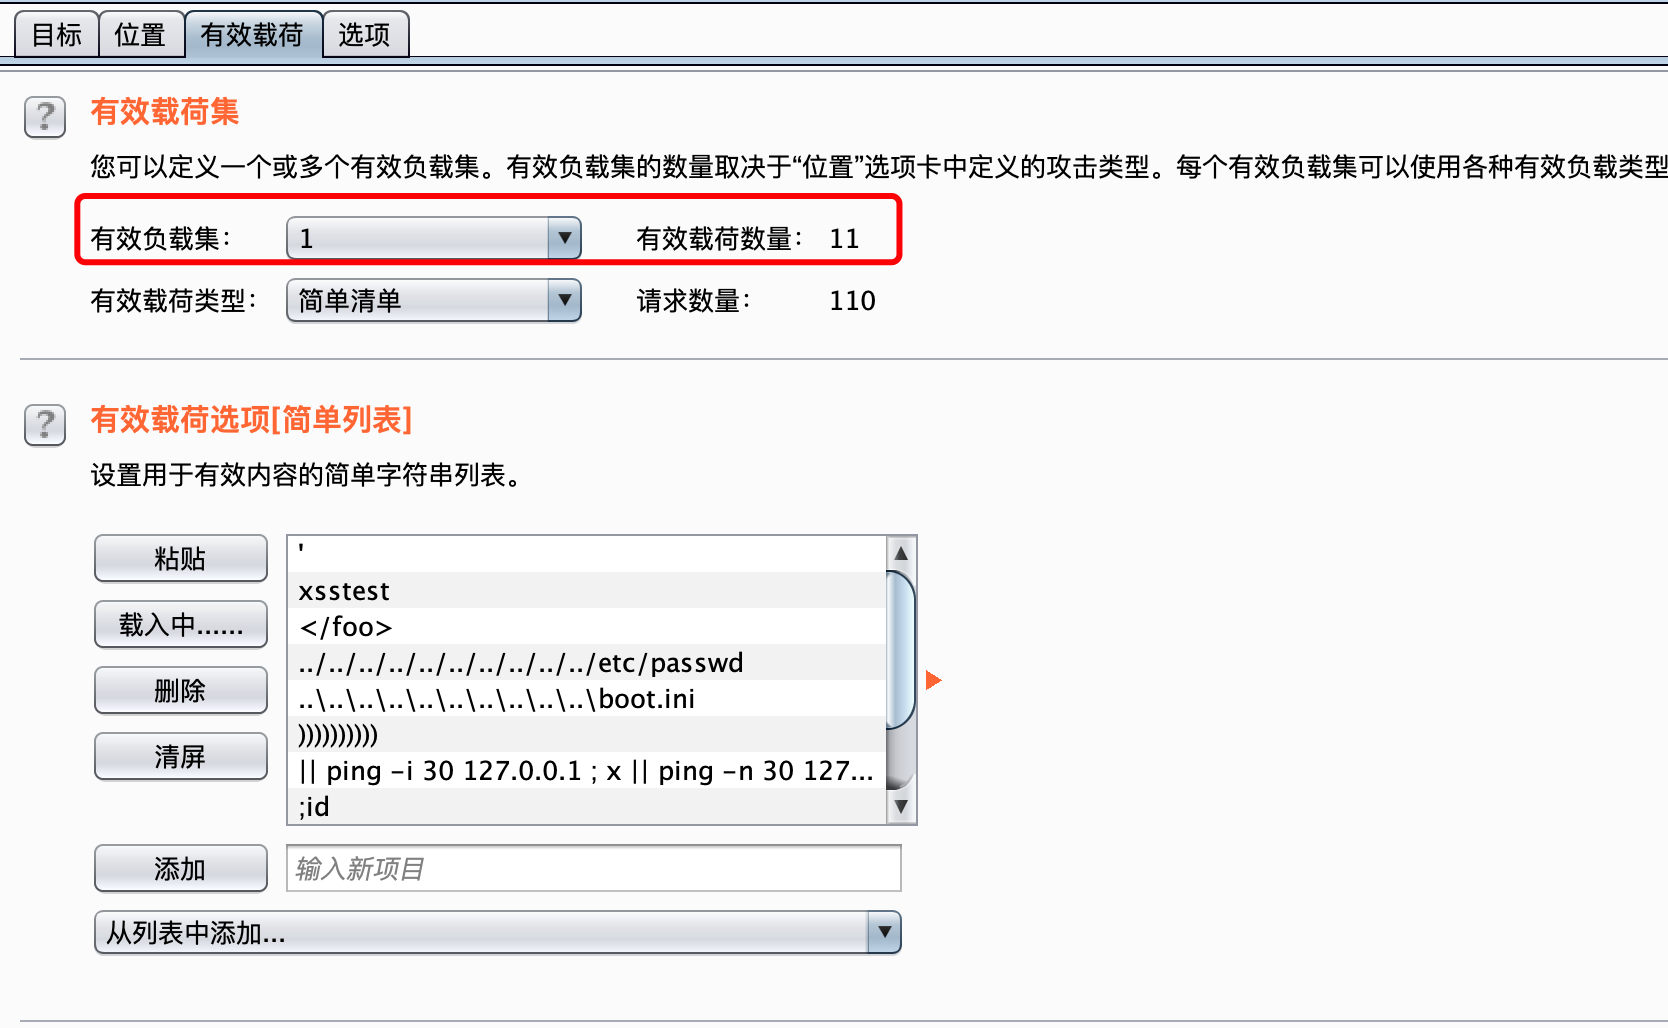 目标 位置 有效载荷 选项
? 有效载荷集
您可以定义一个或多个有效负载集。有效负载集的数量取决于“位置”选项卡中定义的攻击类型。每个有效负载集可以使用各种有效负载类型
有效负载集： 1 有效载荷数量： 11
有效载荷类型： 简单清单 请求数量： 110
? 有效载荷选项[简单列表]
设置用于有效内容的简单字符串列表。
粘贴
载入中......
删除
清屏
'
xsstest
</foo>
../../../../../../../../../../etc/passwd
..\..\..\..\..\..\..\..\..\..\boot.ini
))))))))))
|| ping -i 30 127.0.0.1 ; x || ping -n 30 127...
;id
添加 输入新项目
从列表中添加...